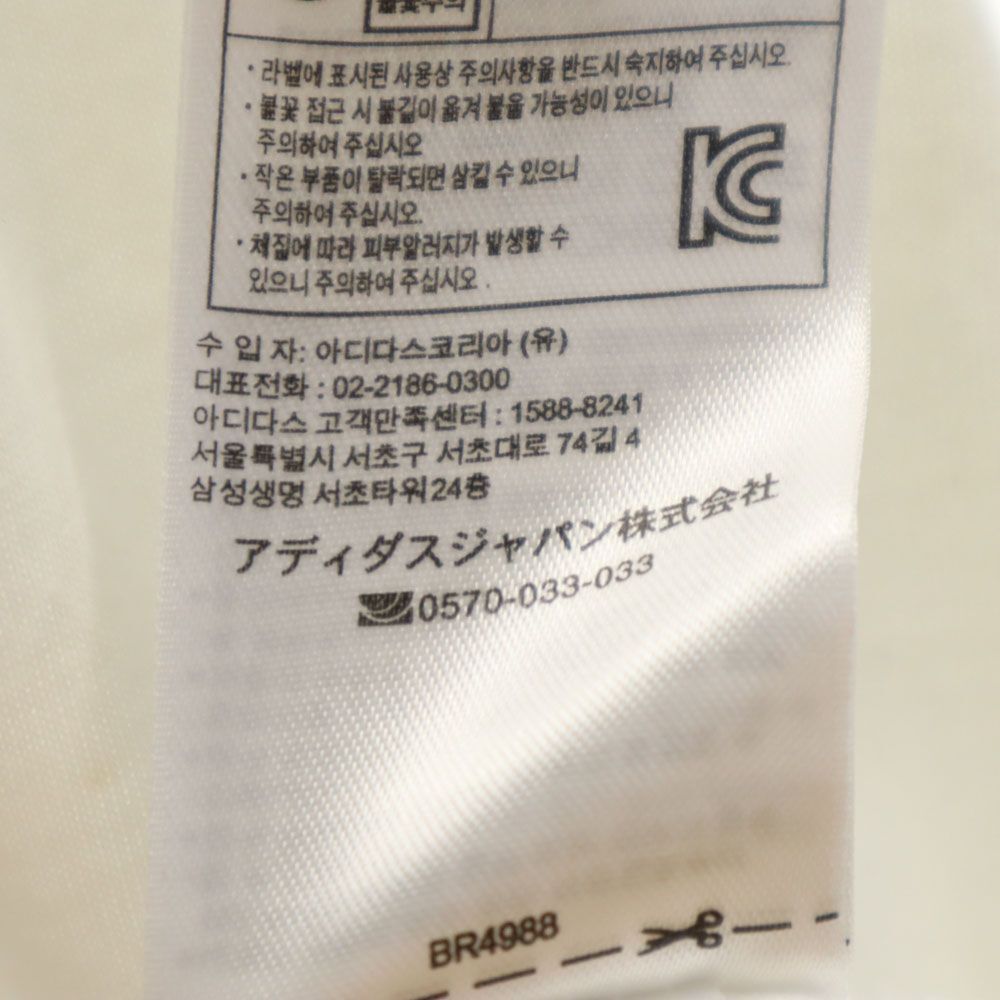 불꽃주의
· 라벨에 표시된 사용상 주의사항을 반드시 숙지하여 주십시오.
· 불꽃 접근 시 불길이 옮겨 붙을 가능성이 있으니
주의하여 주십시오
· 작은 부품이 탈락되면 삼킬 수 있으니
주의하여 주십시오.
· 체질에 따라 피부알러지가 발생할 수
있으니 주의하여 주십시오 .
수 입 자: 아디다스코리아 (유)
대표전화 : 02-2186-0300
아디다스 고객만족센터 : 1588-8241
서울특별시 서초구 서초대로 74길 4
삼성생명 서초타워24층
アディダスジャパン株式会社
0570-033-033
BR4988